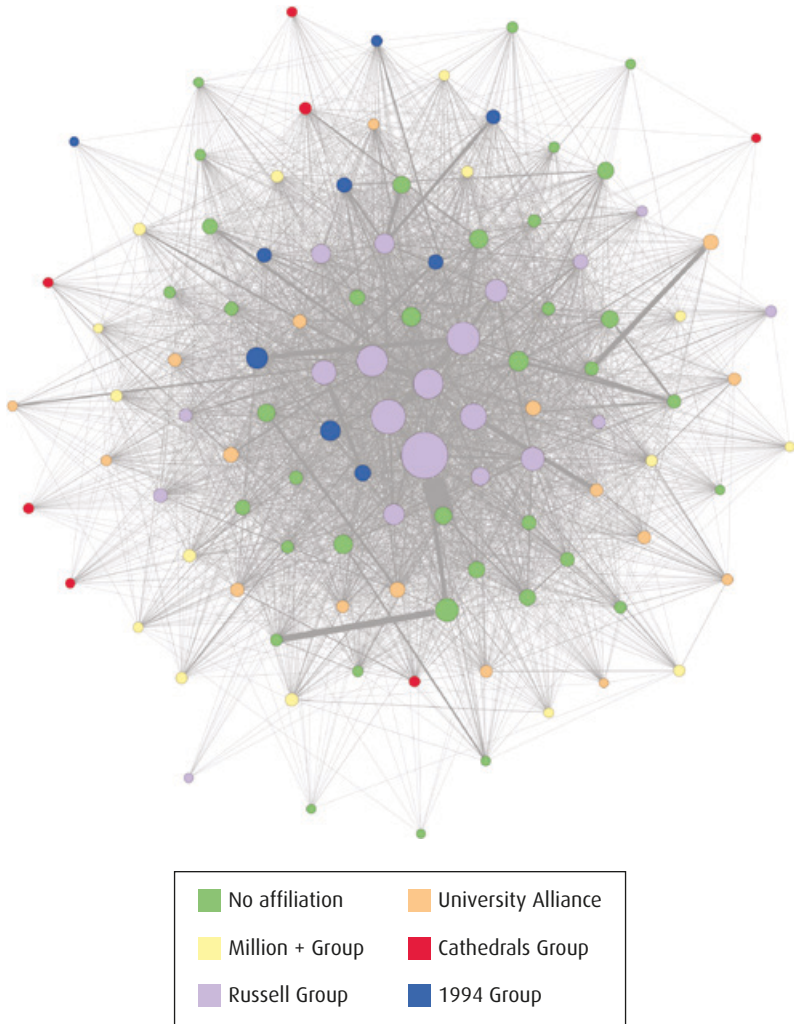 No affiliation
University Alliance
Million + Group
Cathedrals Group
Russell Group
1994 Group